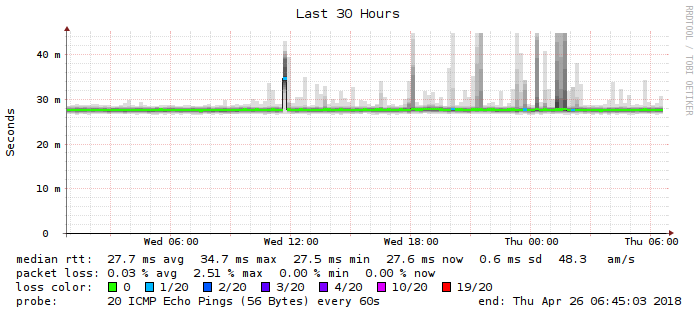 Last 30 Hours
RRDTOOL / TOBI OETIKER
Seconds
40 m
30 m
20 m
10 m
0
Wed 06:00 Wed 12:00 Wed 18:00 Thu 00:00 Thu 06:00
median rtt: 27.7 ms avg 34.7 ms max 27.5 ms min 27.6 ms now 0.6 ms sd 48.3 am/s
packet loss: 0.03 % avg 2.51 % max 0.00 % min 0.00 % now
loss color: 0 1/20 2/20 3/20 4/20 10/20 19/20
probe: 20 ICMP Echo Pings (56 Bytes) every 60s end: Thu Apr 26 06:45:03 2018